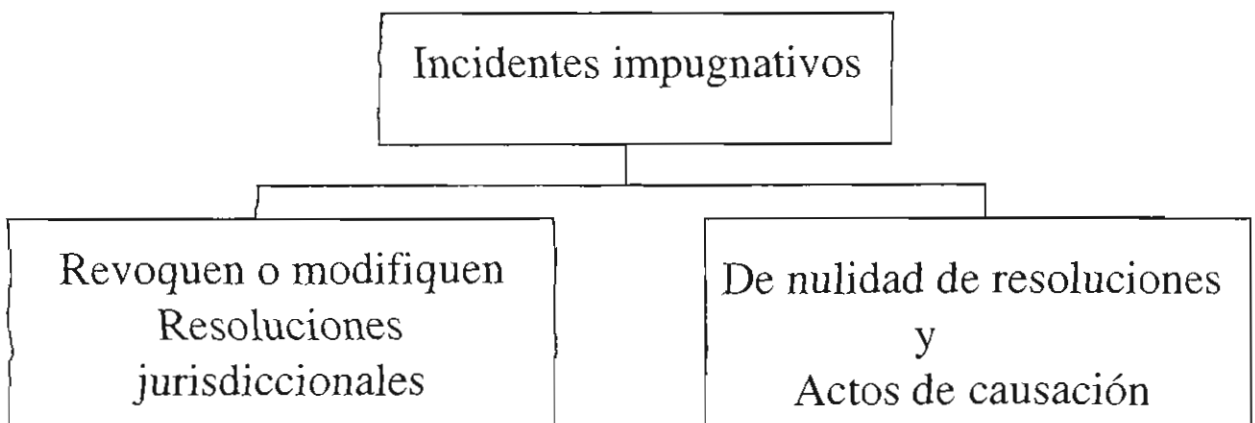 Incidentes impugnativos
Revoquen o modifiquen
Resoluciones
jurisdiccionales
De nulidad de resoluciones
y
Actos de causación